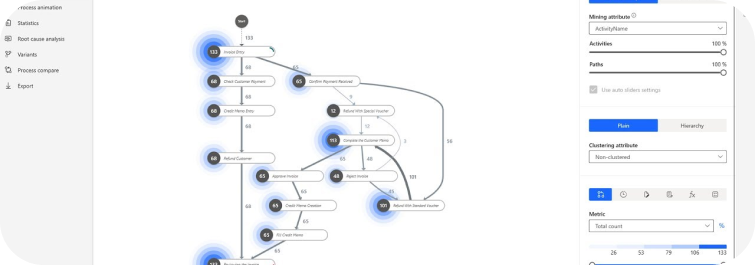 Process animation
Statistics
Root cause analysis
Variants
Process compare
Export
Start
133
133 Invoice Entry
68
65
68 Check Customer Payment
65 Confirm Payment Received
68
9
68 Credit Memo Entry
12 Refund With Special Voucher
68
12
3
56
113 Complete the Customer Memo
68 Refund Customer
65
48
101
65 Approve Invoice
48 Reject Invoice
65
45
68
65 Credit Memo Creation
101 Refund With Standard Voucher
65
65 Fill Credit Memo
65
Mining attribute
ActivityName
Activities
100 %
Paths
100 %
Use auto sliders settings
Plain
Hierarchy
Clustering attribute
Non-clustered
Metric
Total count
%
26
53
79
106
133